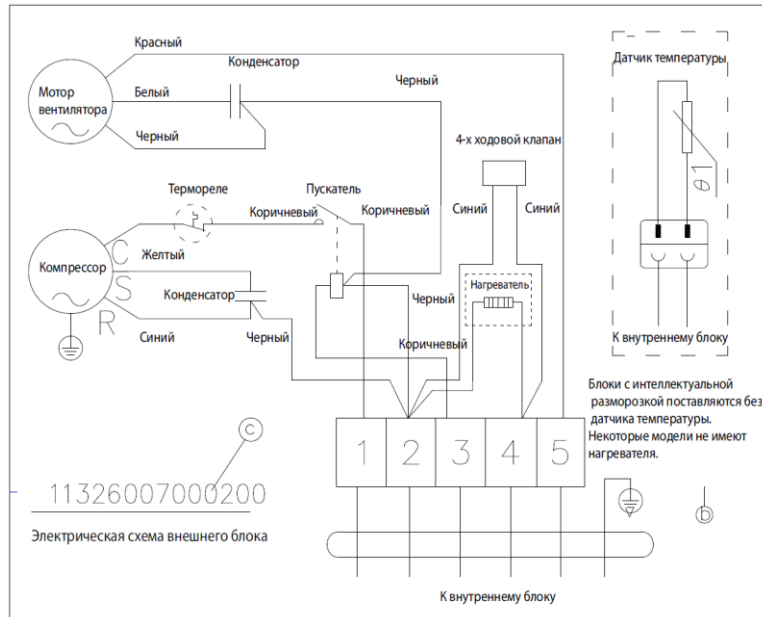 Красный
Конденсатор
Датчик температуры
Мотор
вентилятора
Белый
Черный
Черный
4-х ходовой клапан
θ1
Термореле
Пускатель
Коричневый
Коричневый
Синий
Синий
C
Желтый
Компрессор
S
R
Конденсатор
Нагреватель
Черный
Синий
Черный
Коричневый
К внутреннему блоку
Блоки с интеллектуальной
разморозкой поставляются без
датчика температуры.
Некоторые модели не имеют
нагревателя.
1 2 3 4 5
c
11326007000200
b
Электрическая схема внешнего блока
К внутреннему блоку